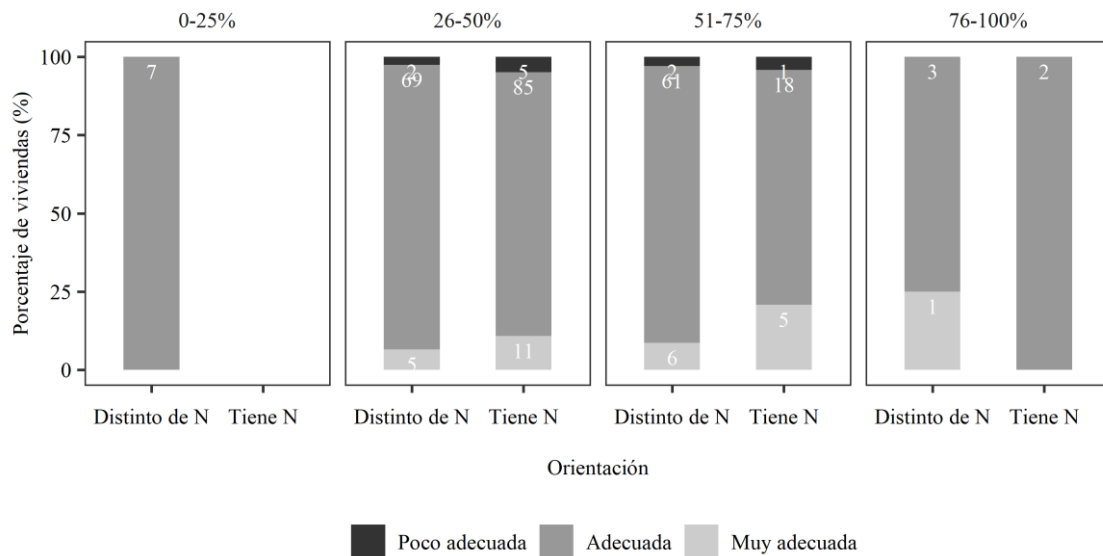 0-25% 26-50% 51-75% 76-100%
100
75
50
25
0
Porcentaje de viviendas (%)
7
2 5 2 1 3 2
69 85 61 18
5 11 6 5 1
Distinto de N Tiene N Distinto de N Tiene N Distinto de N Tiene N Distinto de N Tiene N
Orientación
Poco adecuada Adecuada Muy adecuada